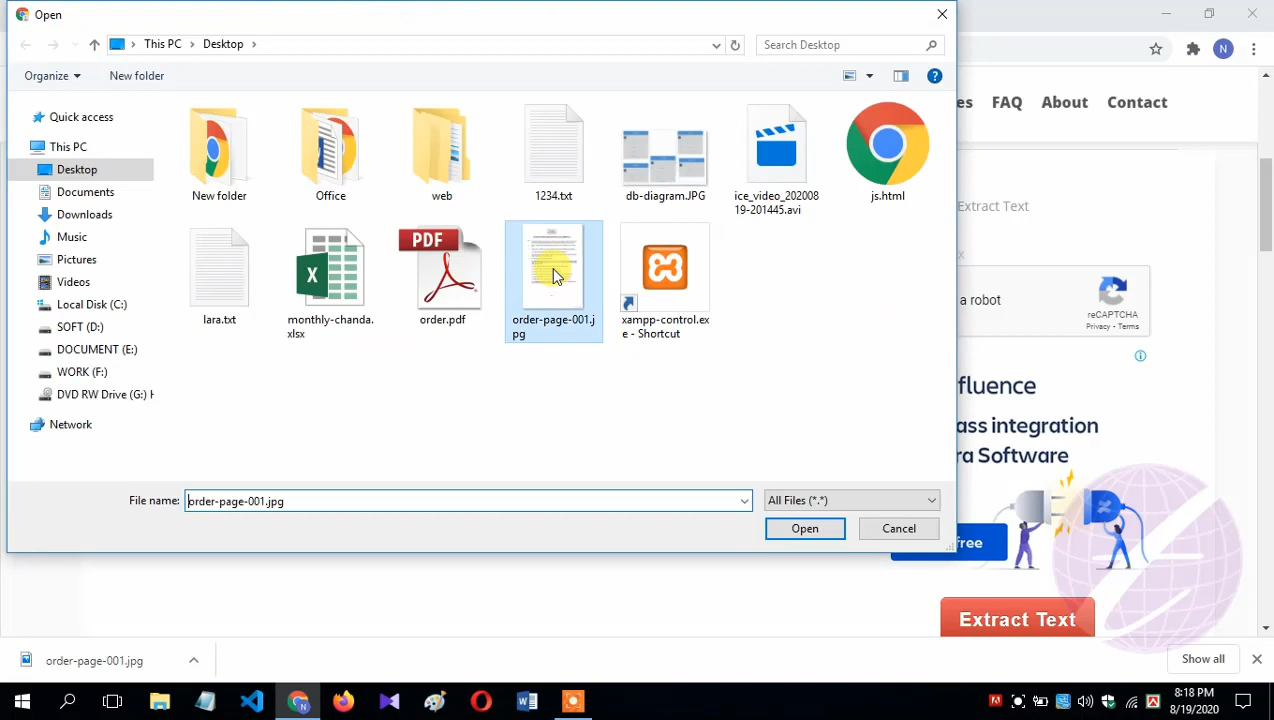 Open
This PC
Desktop
Search Desktop
Organize
New folder
Quick access
This PC
Desktop
Documents
Downloads
Music
Pictures
Videos
Local Disk (C:)
SOFT (D:)
DOCUMENT (E:)
WORK (F:)
DVD RW Drive (G:) H
Network
New folder
Office
web
1234.txt
db-diagram.JPG
ice_video_202008
19-201445.avi
js.html
lara.txt
monthly-chanda.
xlsx
PDF
order.pdf
order-page-001.j
pg
xampp-control.ex
e - Shortcut
File name:
order-page-001.jpg
All Files (*.*)
Open
Cancel
N
es
FAQ
About
Contact
Extract Text
x
a robot
reCAPTCHA
Privacy - Terms
fluence
ass integration
ra Software
free
Extract Text
order-page-001.jpg
Show all
8:18 PM
8/19/2020